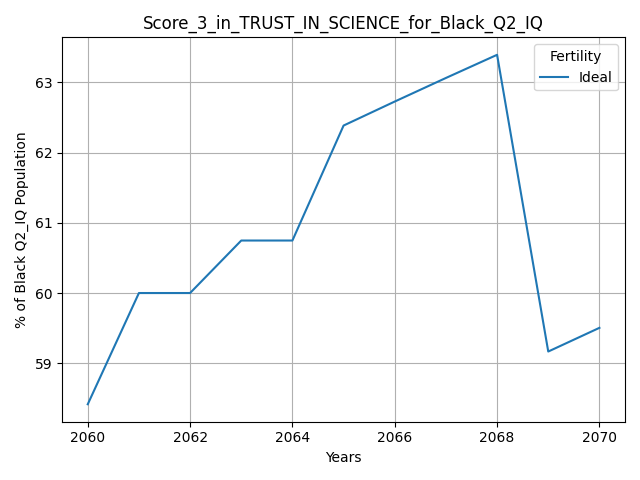 Score_3_in_TRUST_IN_SCIENCE_for_Black_Q2_IQ
Fertility
Ideal
% of Black Q2_IQ Population
63
62
61
60
59
2060
2062
2064
2066
2068
2070
Years